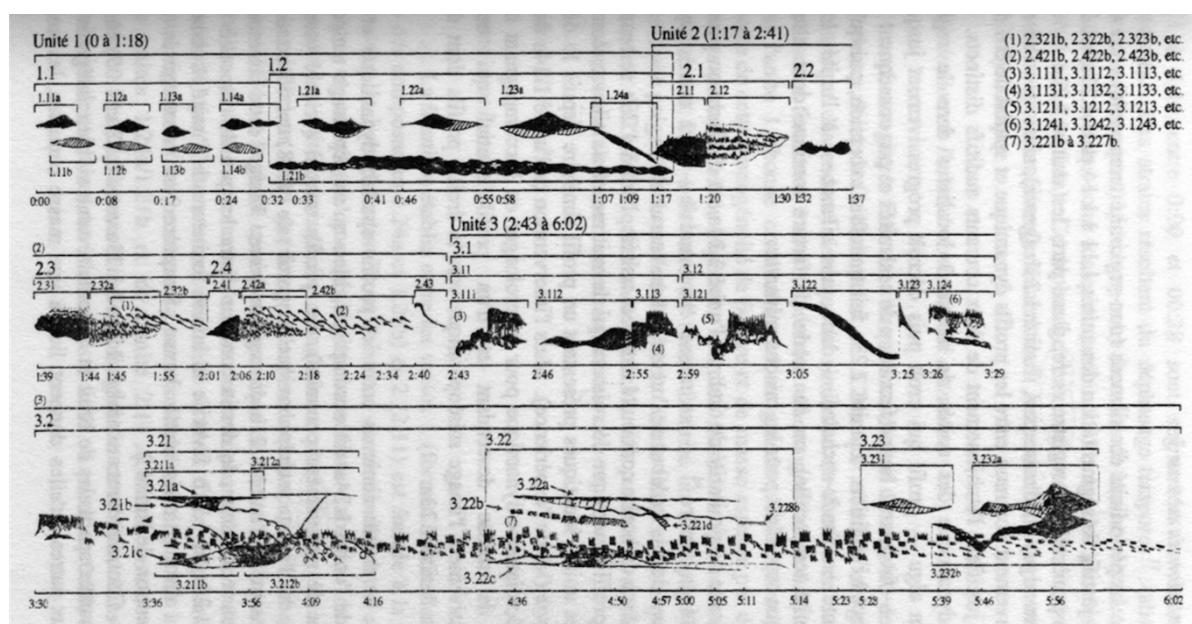 Unité 1 (0 à 1:18)
Unité 2 (1:17 à 2:41)
(1) 2.321b, 2.322b, 2.323b, etc.
(2) 2.421b, 2.422b, 2.423b, etc.
(3) 3.1111, 3.1112, 3.1113, etc.
(4) 3.1131, 3.1132, 3.1133, etc.
(5) 3.1211, 3.1212, 3.1213, etc.
(6) 3.1241, 3.1242, 3.1243, etc.
(7) 3.221b à 3.227b.
1.1 1.2 2.1 2.2
1.11a 1.12a 1.13a 1.14a 1.21a 1.22a 1.23a 1.24a 2.11 2.12
1.11b 1.12b 1.13b 1.14b 1.21b
0:00 0:08 0:17 0:24 0:32 0:33 0:41 0:46 0:55 0:58 1:07 1:09 1:17 1:20 1:30 1:32 1:37
Unité 3 (2:43 à 6:02)
(2) 3.1
2.3 2.4 3.11 3.12
2.31 2.32a 2.32b 2.41 2.42a 2.42b 2.43 3.111 3.112 3.113 3.121 3.122 3.123 3.124
(1) (2) (3) (4) (5) (6)
1:39 1:44 1:45 1:55 2:01 2:06 2:10 2:18 2:24 2:34 2:40 2:43 2:46 2:55 2:59 3:05 3:25 3:26 3:29
(3)
3.2
3.21 3.22 3.23
3.211a 3.212a 3.231 3.232a
3.21a 3.22a
3.21b 3.22b (7) 3.221d 3.228b
3.21c 3.22c
3.211b 3.212b 3.232b
3:30 3:36 3:56 4:09 4:16 4:36 4:50 4:57 5:00 5:05 5:11 5:14 5:23 5:28 5:39 5:46 5:56 6:02